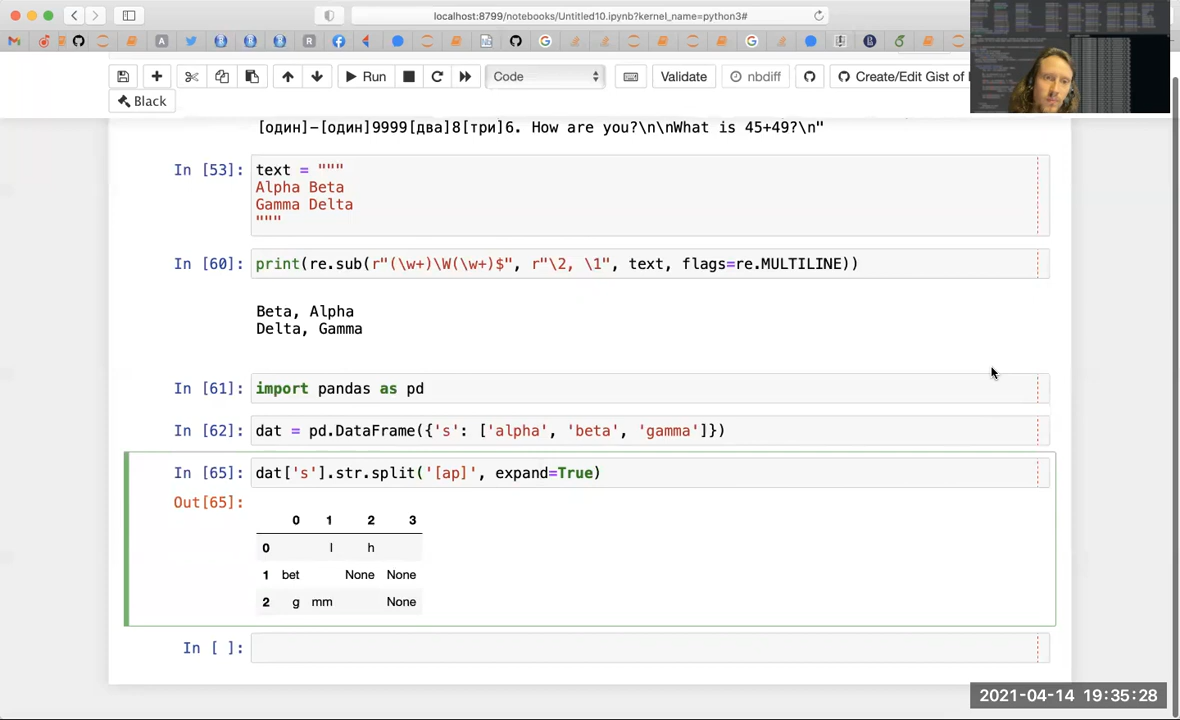 localhost:8799/notebooks/Untitled10.ipynb?kernel_name=python3#
Run
Code
Validate
nbdiff
Create/Edit Gist of
Black
[один]–[один]9999[два]8[три]6. How are you?\n\nWhat is 45+49?\n"
In [53]: text = """
Alpha Beta
Gamma Delta
"""
In [60]: print(re.sub(r"(\w+)\W(\w+)$", r"\2, \1", text, flags=re.MULTILINE))
Beta, Alpha
Delta, Gamma
In [61]: import pandas as pd
In [62]: dat = pd.DataFrame({'s': ['alpha', 'beta', 'gamma']})
In [65]: dat['s'].str.split('[ap]', expand=True)
Out[65]:
0 1 2 3
0 l h
1 bet None None
2 g mm None
In [ ]:
2021-04-14 19:35:28